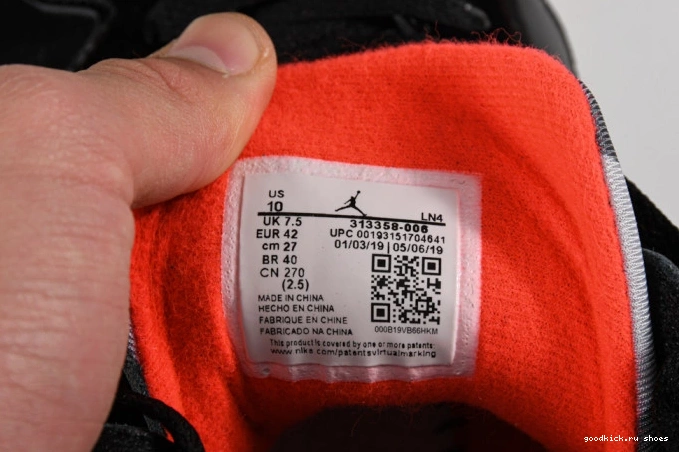 US
10
LN4
UK 7.5
313358-006
EUR 42
UPC 00193151704641
cm 27
01/03/19 | 05/06/19
BR 40
CN 270
(2.5)
MADE IN CHINA
HECHO EN CHINA
FABRIQUE EN CHINE
FABRICADO NA CHINA
000B19VB66HKM
This product is covered by one or more patents:
www.nike.com/patentsvirtualmarking
goodkick.ru shoes